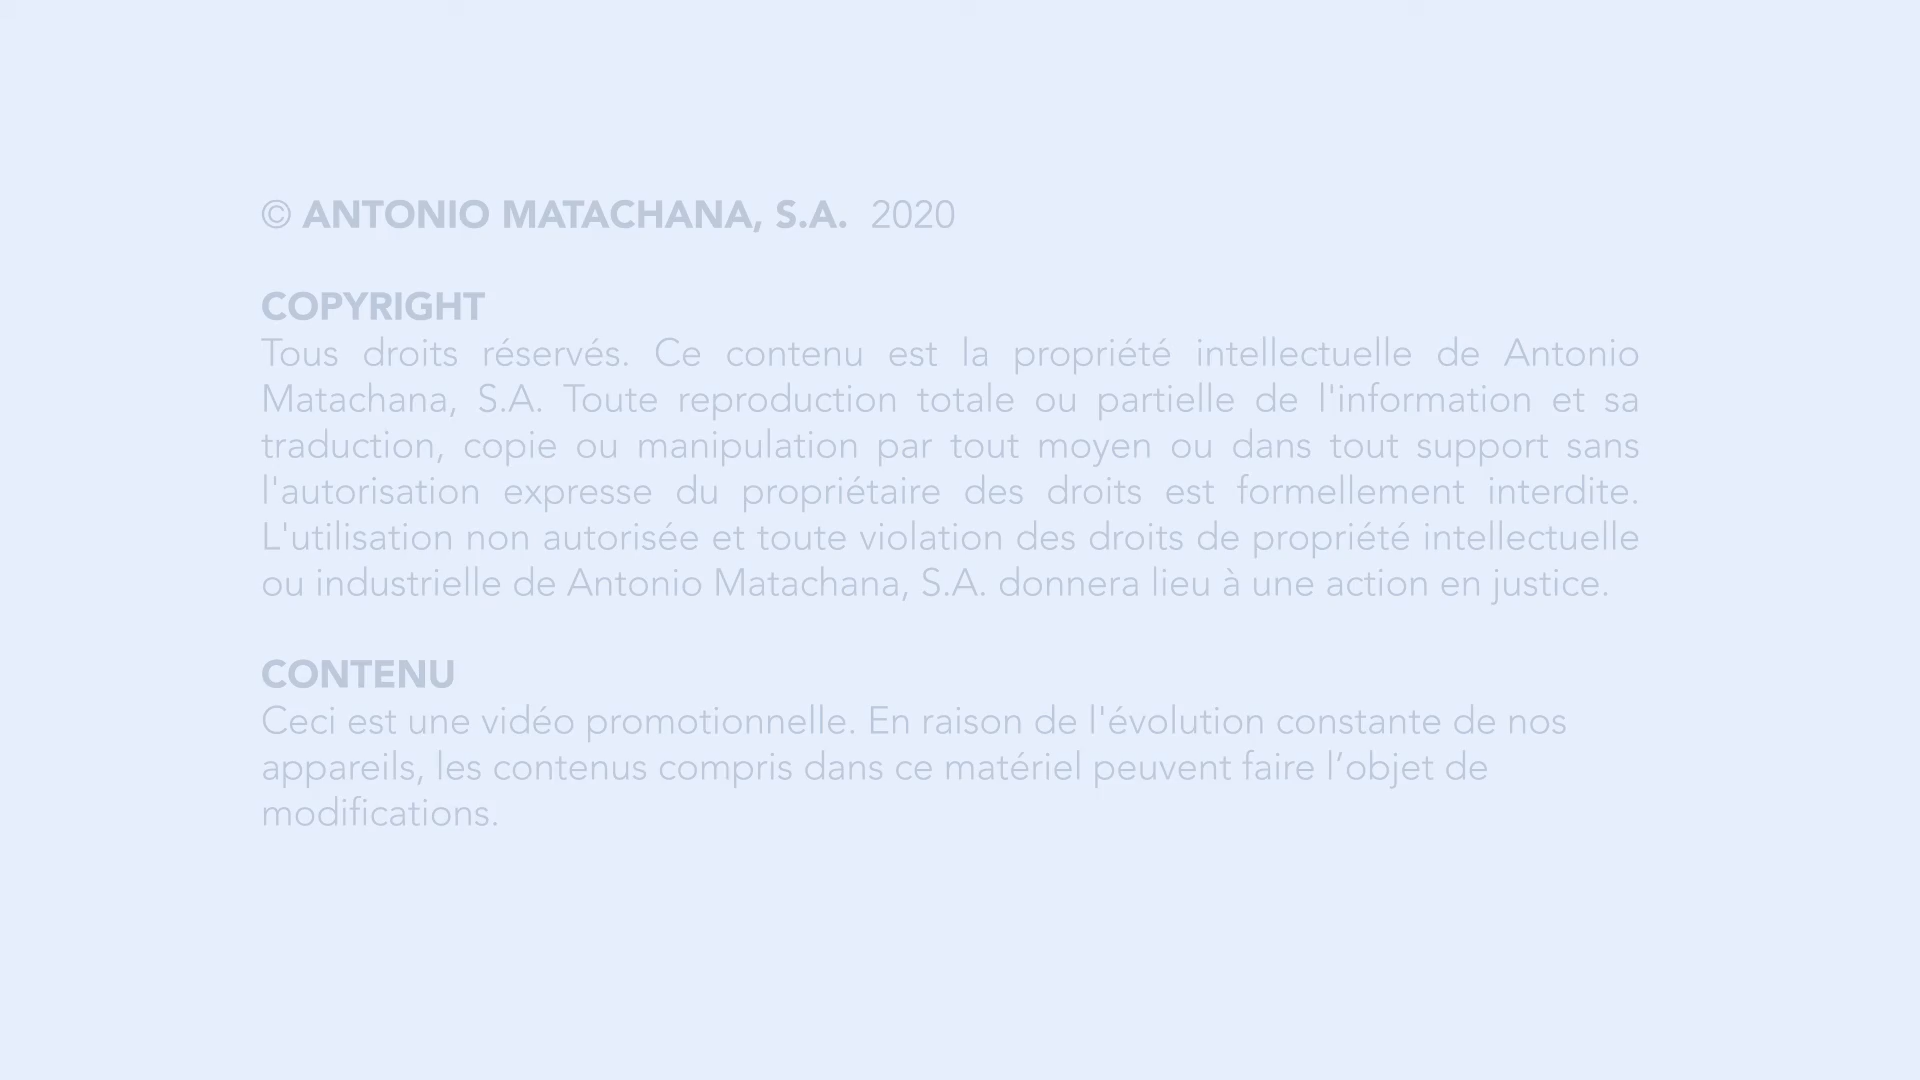 © ANTONIO MATACHANA, S.A. 2020
COPYRIGHT
Tous droits réservés. Ce contenu est la propriété intellectuelle de Antonio
Matachana, S.A. Toute reproduction totale ou partielle de l'information et sa
traduction, copie ou manipulation par tout moyen ou dans tout support sans
l'autorisation expresse du propriétaire des droits est formellement interdite.
L'utilisation non autorisée et toute violation des droits de propriété intellectuelle
ou industrielle de Antonio Matachana, S.A. donnera lieu à une action en justice.
CONTENU
Ceci est une vidéo promotionnelle. En raison de l'évolution constante de nos
appareils, les contenus compris dans ce matériel peuvent faire l’objet de
modifications.